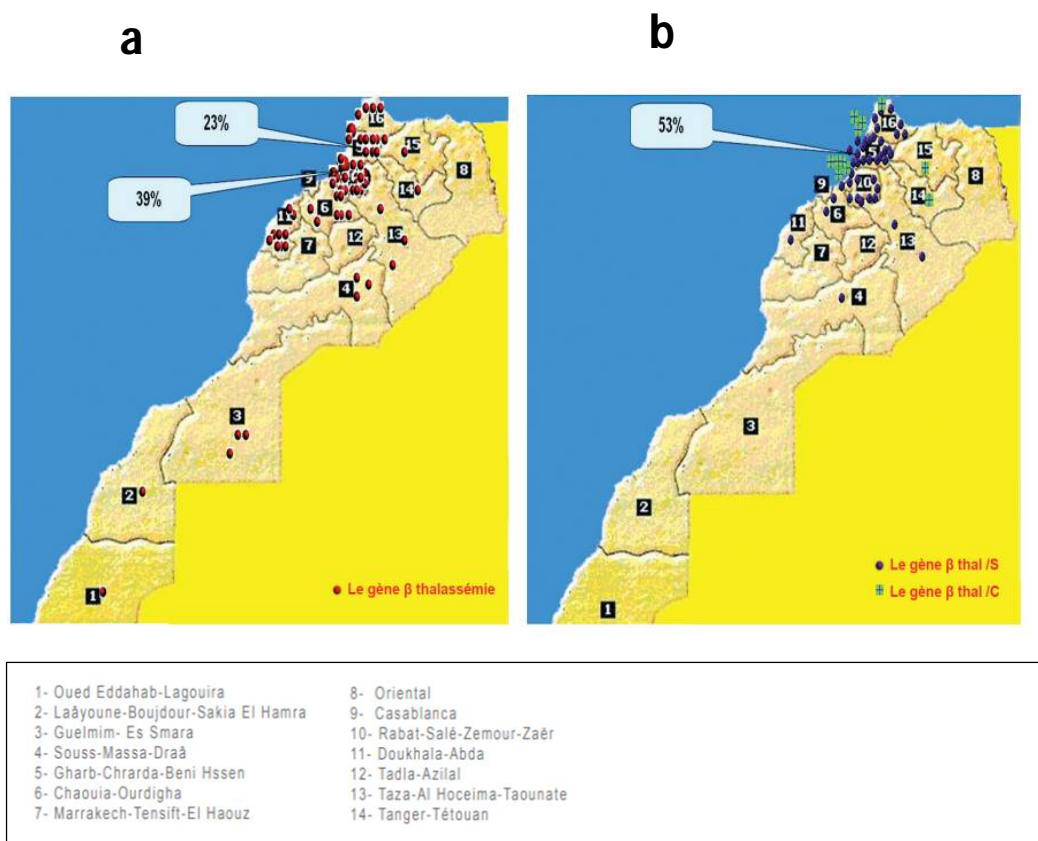 a
23%
39%
16
15
8
14
9
6
11
12
13
7
4
3
2
1
Le gène β thalassémie
b
53%
16
5
15
8
10
14
9
6
11
13
12
7
4
3
2
1
Le gène β thal /S
Le gène β thal /C
1- Oued Eddahab-Lagouira
2- Laâyoune-Boujdour-Sakia El Hamra
3- Guelmim- Es Smara
4- Souss-Massa-Draâ
5- Gharb-Chrarda-Beni Hssen
6- Chaouia-Ourdigha
7- Marrakech-Tensift-El Haouz
8- Oriental
9- Casablanca
10- Rabat-Salé-Zemour-Zaër
11- Doukhala-Abda
12- Tadla-Azilal
13- Taza-Al Hoceima-Taounate
14- Tanger-Tétouan